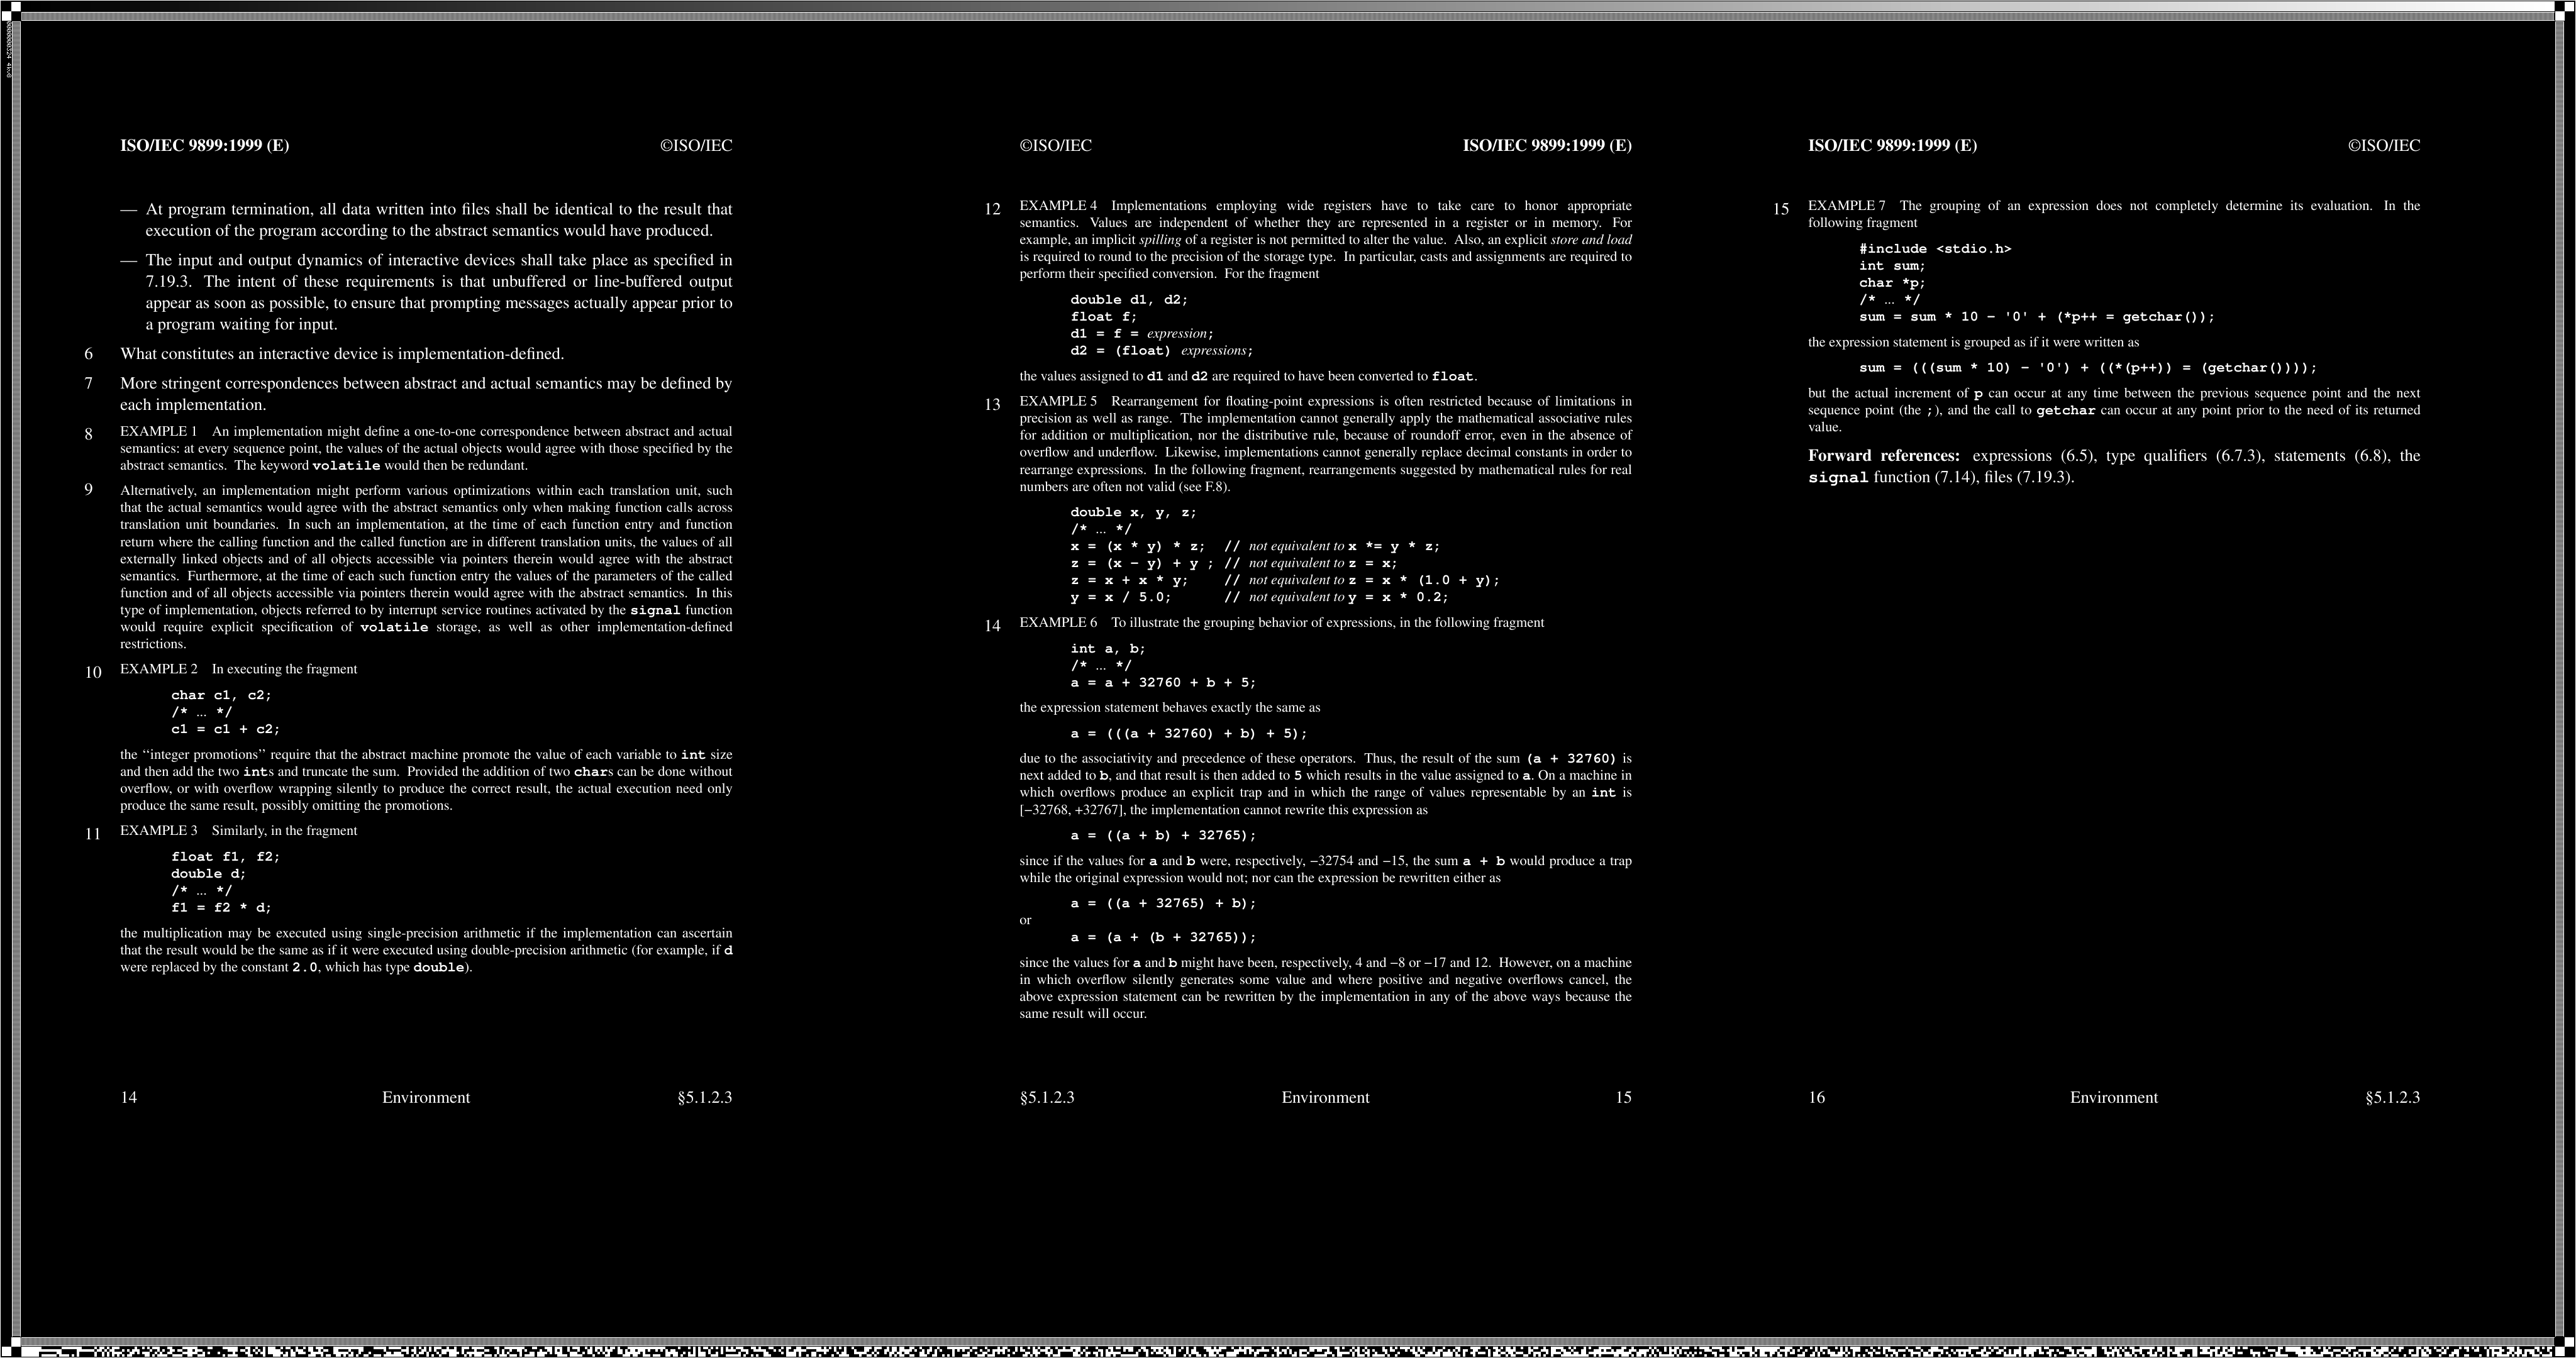 ISO/IEC 9899:1999 (E) ©ISO/IEC
— At program termination, all data written into files shall be identical to the result that
execution of the program according to the abstract semantics would have produced.
— The input and output dynamics of interactive devices shall take place as specified in
7.19.3. The intent of these requirements is that unbuffered or line-buffered output
appear as soon as possible, to ensure that prompting messages actually appear prior to
a program waiting for input.
6 What constitutes an interactive device is implementation-defined.
7 More stringent correspondences between abstract and actual semantics may be defined by
each implementation.
8 EXAMPLE 1 An implementation might define a one-to-one correspondence between abstract and actual
semantics: at every sequence point, the values of the actual objects would agree with those specified by the
abstract semantics. The keyword volatile would then be redundant.
9 Alternatively, an implementation might perform various optimizations within each translation unit, such
that the actual semantics would agree with the abstract semantics only when making function calls across
translation unit boundaries. In such an implementation, at the time of each function entry and function
return where the calling function and the called function are in different translation units, the values of all
externally linked objects and of all objects accessible via pointers therein would agree with the abstract
semantics. Furthermore, at the time of each such function entry the values of the parameters of the called
function and of all objects accessible via pointers therein would agree with the abstract semantics. In this
type of implementation, objects referred to by interrupt service routines activated by the signal function
would require explicit specification of volatile storage, as well as other implementation-defined
restrictions.
10 EXAMPLE 2 In executing the fragment
char c1, c2;
/* ... */
c1 = c1 + c2;
the ‘‘integer promotions’’ require that the abstract machine promote the value of each variable to int size
and then add the two ints and truncate the sum. Provided the addition of two chars can be done without
overflow, or with overflow wrapping silently to produce the correct result, the actual execution need only
produce the same result, possibly omitting the promotions.
11 EXAMPLE 3 Similarly, in the fragment
float f1, f2;
double d;
/* ... */
f1 = f2 * d;
the multiplication may be executed using single-precision arithmetic if the implementation can ascertain
that the result would be the same as if it were executed using double-precision arithmetic (for example, if d
were replaced by the constant 2.0, which has type double).
14 Environment §5.1.2.3
©ISO/IEC ISO/IEC 9899:1999 (E)
12 EXAMPLE 4 Implementations employing wide registers have to take care to honor appropriate
semantics. Values are independent of whether they are represented in a register or in memory. For
example, an implicit spilling of a register is not permitted to alter the value. Also, an explicit store and load
is required to round to the precision of the storage type. In particular, casts and assignments are required to
perform their specified conversion. For the fragment
double d1, d2;
float f;
d1 = f = expression;
d2 = (float) expressions;
the values assigned to d1 and d2 are required to have been converted to float.
13 EXAMPLE 5 Rearrangement for floating-point expressions is often restricted because of limitations in
precision as well as range. The implementation cannot generally apply the mathematical associative rules
for addition or multiplication, nor the distributive rule, because of roundoff error, even in the absence of
overflow and underflow. Likewise, implementations cannot generally replace decimal constants in order to
rearrange expressions. In the following fragment, rearrangements suggested by mathematical rules for real
numbers are often not valid (see F.8).
double x, y, z;
/* ... */
x = (x * y) * z; // not equivalent to x *= y * z;
z = (x − y) + y ; // not equivalent to z = x;
z = x + x * y; // not equivalent to z = x * (1.0 + y);
y = x / 5.0; // not equivalent to y = x * 0.2;
14 EXAMPLE 6 To illustrate the grouping behavior of expressions, in the following fragment
int a, b;
/* ... */
a = a + 32760 + b + 5;
the expression statement behaves exactly the same as
a = (((a + 32760) + b) + 5);
due to the associativity and precedence of these operators. Thus, the result of the sum (a + 32760) is
next added to b, and that result is then added to 5 which results in the value assigned to a. On a machine in
which overflows produce an explicit trap and in which the range of values representable by an int is
[−32768, +32767], the implementation cannot rewrite this expression as
a = ((a + b) + 32765);
since if the values for a and b were, respectively, −32754 and −15, the sum a + b would produce a trap
while the original expression would not; nor can the expression be rewritten either as
a = ((a + 32765) + b);
or
a = (a + (b + 32765));
since the values for a and b might have been, respectively, 4 and −8 or −17 and 12. However, on a machine
in which overflow silently generates some value and where positive and negative overflows cancel, the
above expression statement can be rewritten by the implementation in any of the above ways because the
same result will occur.
§5.1.2.3 Environment 15
ISO/IEC 9899:1999 (E) ©ISO/IEC
15 EXAMPLE 7 The grouping of an expression does not completely determine its evaluation. In the
following fragment
#include <stdio.h>
int sum;
char *p;
/* ... */
sum = sum * 10 − '0' + (*p++ = getchar());
the expression statement is grouped as if it were written as
sum = (((sum * 10) − '0') + ((*(p++)) = (getchar())));
but the actual increment of p can occur at any time between the previous sequence point and the next
sequence point (the ;), and the call to getchar can occur at any point prior to the need of its returned
value.
Forward references: expressions (6.5), type qualifiers (6.7.3), statements (6.8), the
signal function (7.14), files (7.19.3).
16 Environment §5.1.2.3